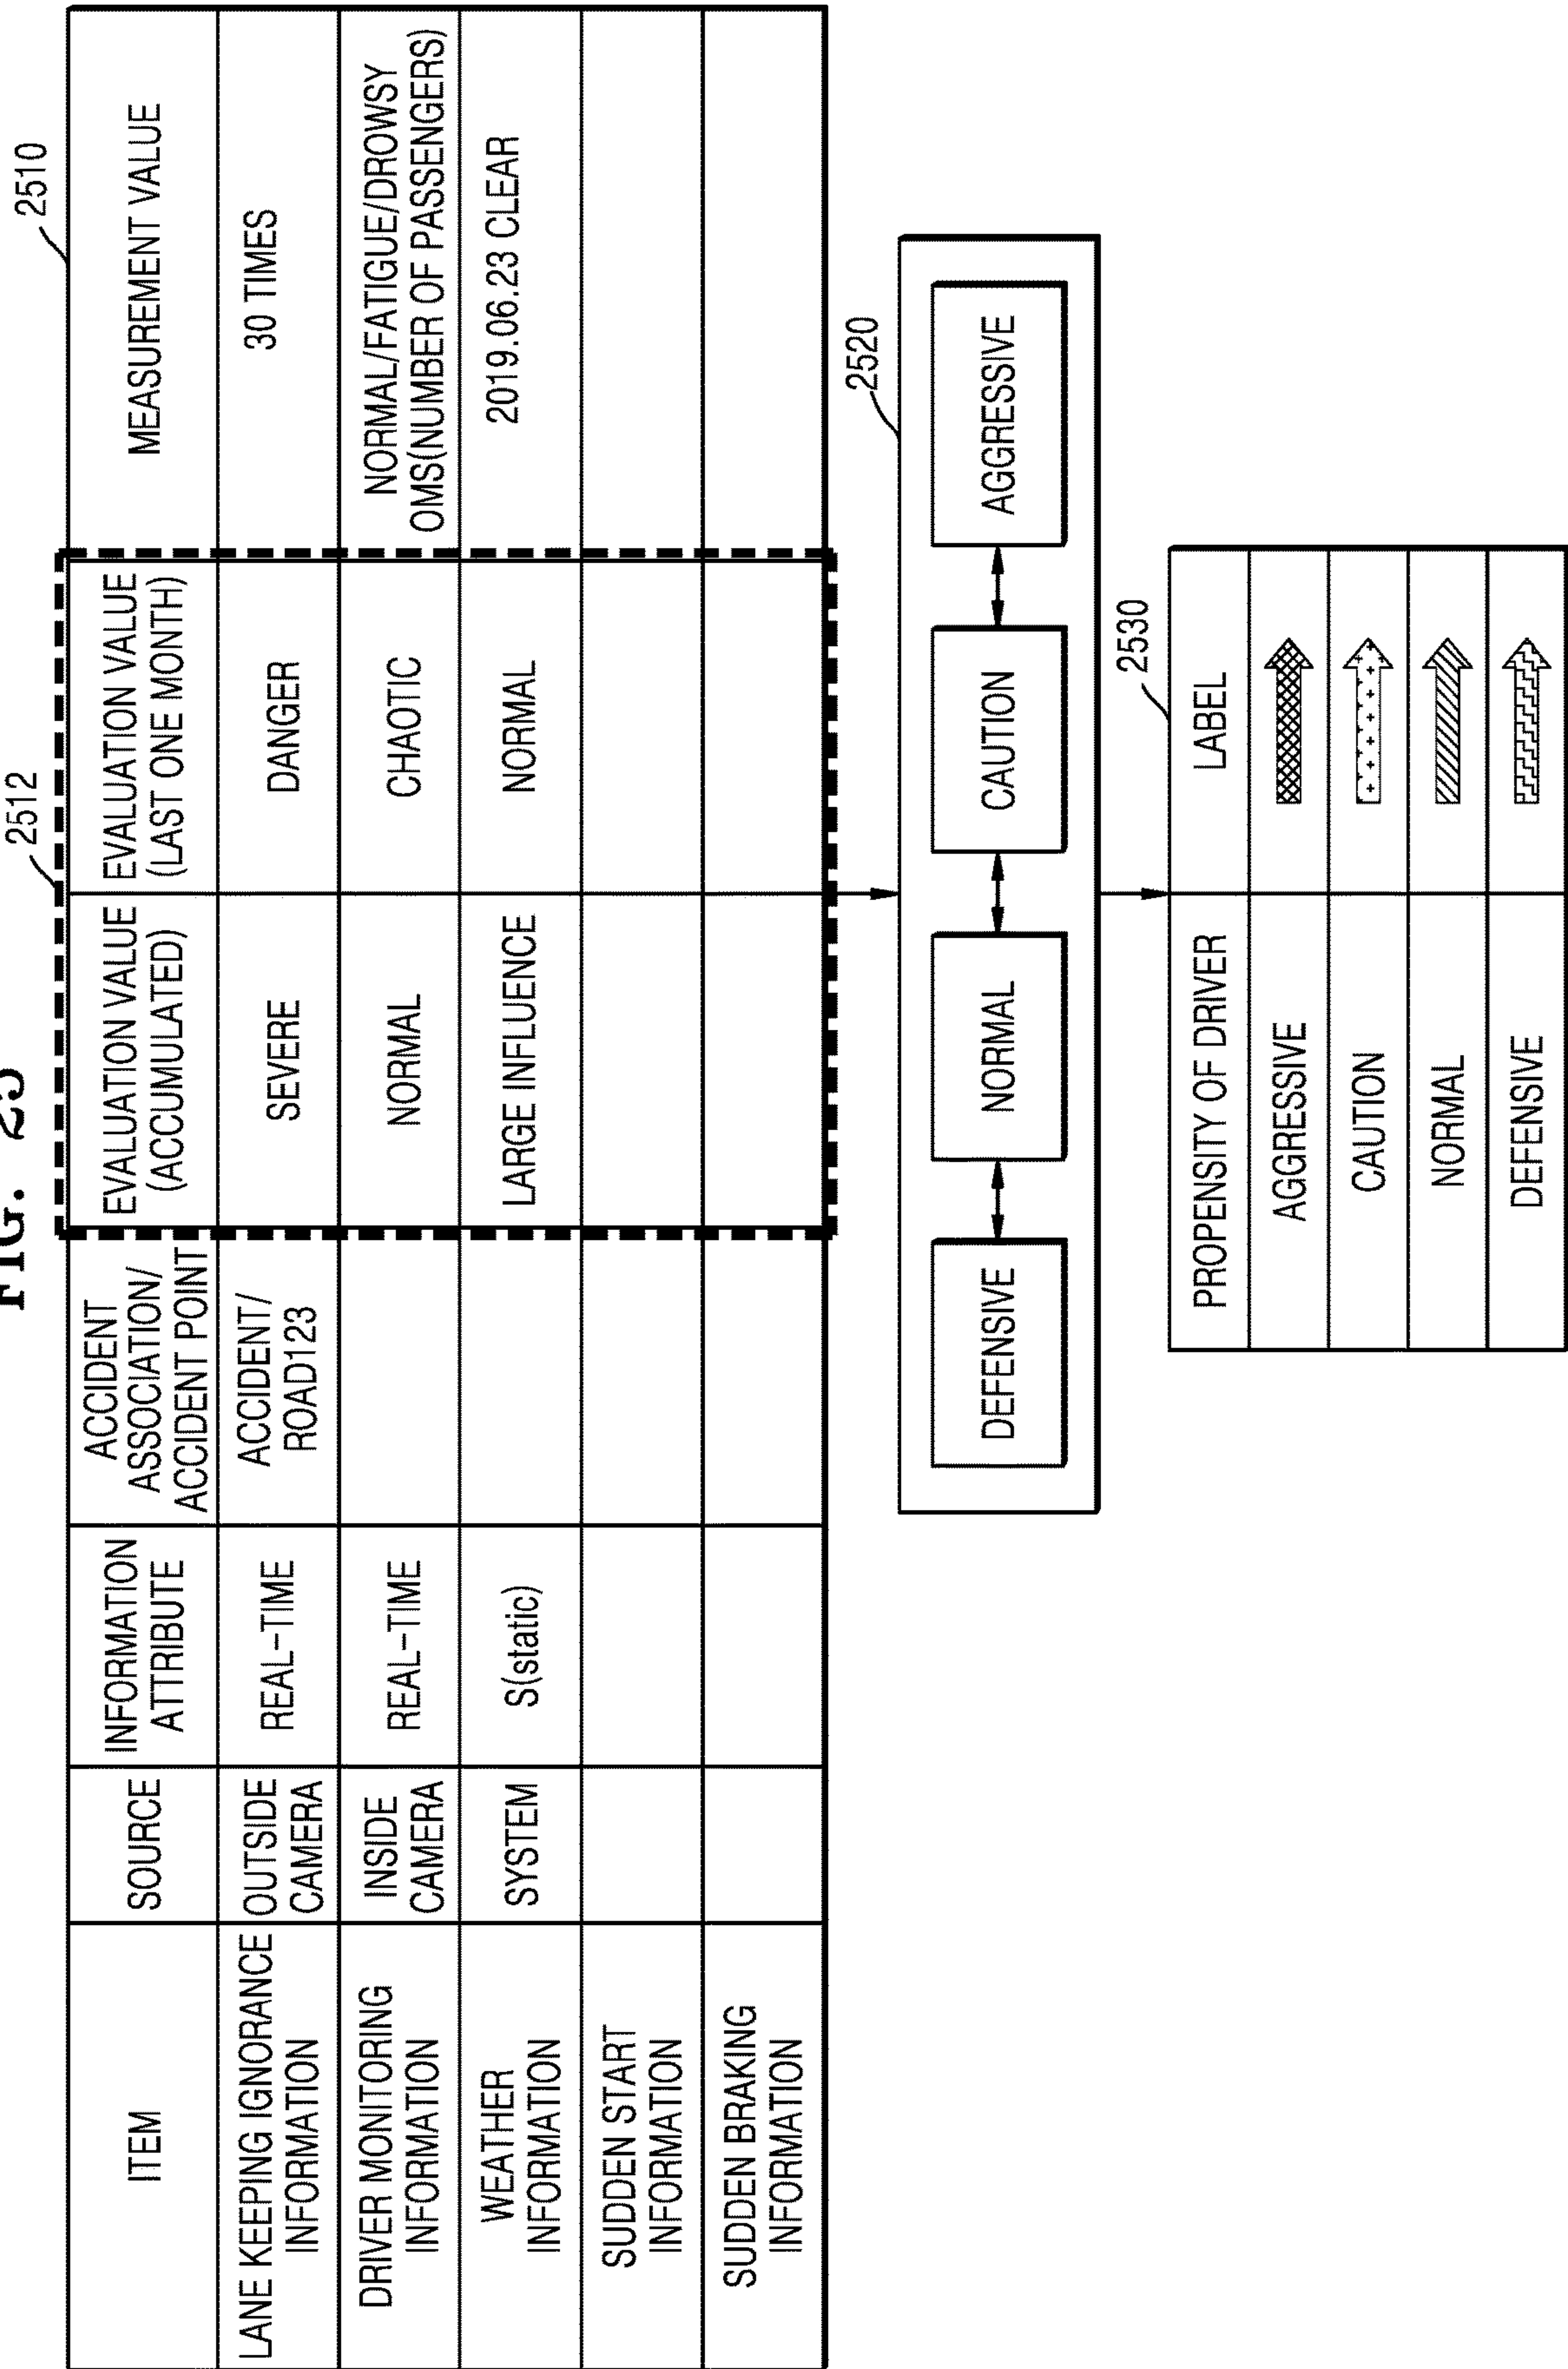 FIG. 25
2510
2512
ITEM
SOURCE
INFORMATION
ATTRIBUTE
ACCIDENT
ASSOCIATION/
ACCIDENT POINT
EVALUATION VALUE
(ACCUMULATED)
EVALUATION VALUE
(LAST ONE MONTH)
MEASUREMENT VALUE
LANE KEEPING IGNORANCE
INFORMATION
OUTSIDE
CAMERA
REAL-TIME
ACCIDENT/
ROAD123
SEVERE
DANGER
30 TIMES
DRIVER MONITORING
INFORMATION
INSIDE
CAMERA
REAL-TIME
NORMAL
CHAOTIC
NORMAL/FATIGUE/DROWSY
OMS(NUMBER OF PASSENGERS)
WEATHER
INFORMATION
SYSTEM
S(static)
LARGE INFLUENCE
NORMAL
2019.06.23 CLEAR
SUDDEN START
INFORMATION
SUDDEN BRAKING
INFORMATION
2520
DEFENSIVE
NORMAL
CAUTION
AGGRESSIVE
2530
PROPENSITY OF DRIVER
LABEL
AGGRESSIVE
CAUTION
NORMAL
DEFENSIVE